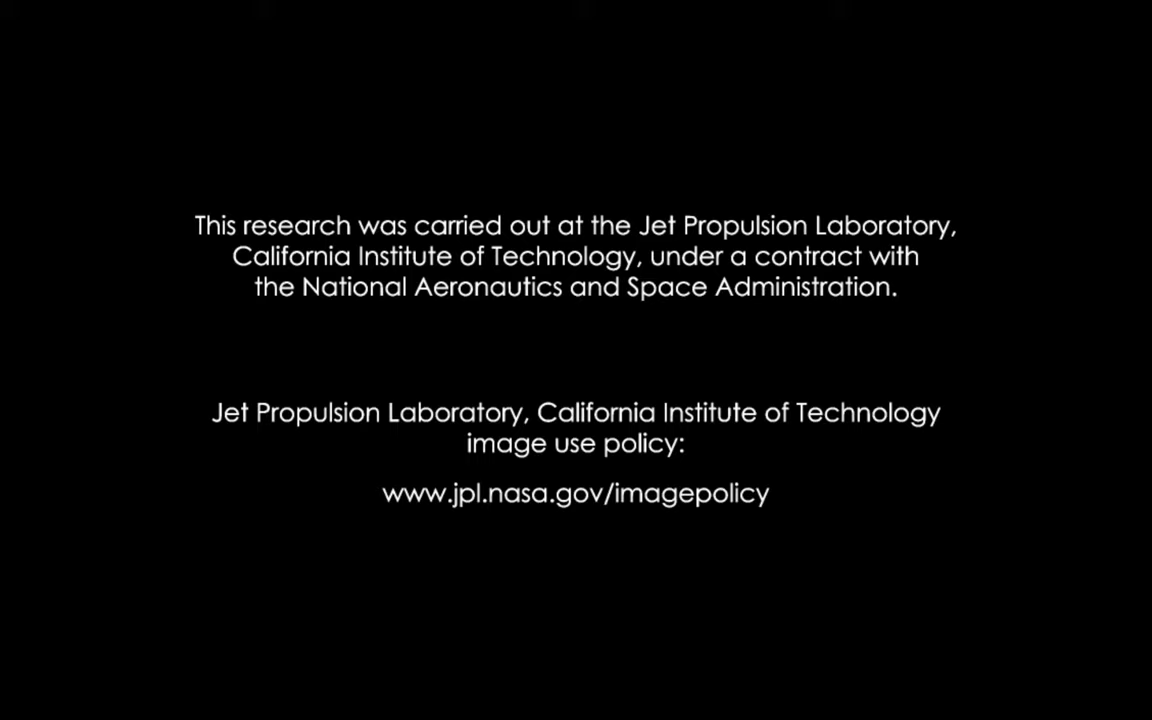 This research was carried out at the Jet Propulsion Laboratory,
California Institute of Technology, under a contract with
the National Aeronautics and Space Administration.
Jet Propulsion Laboratory, California Institute of Technology
image use policy:
www.jpl.nasa.gov/imagepolicy